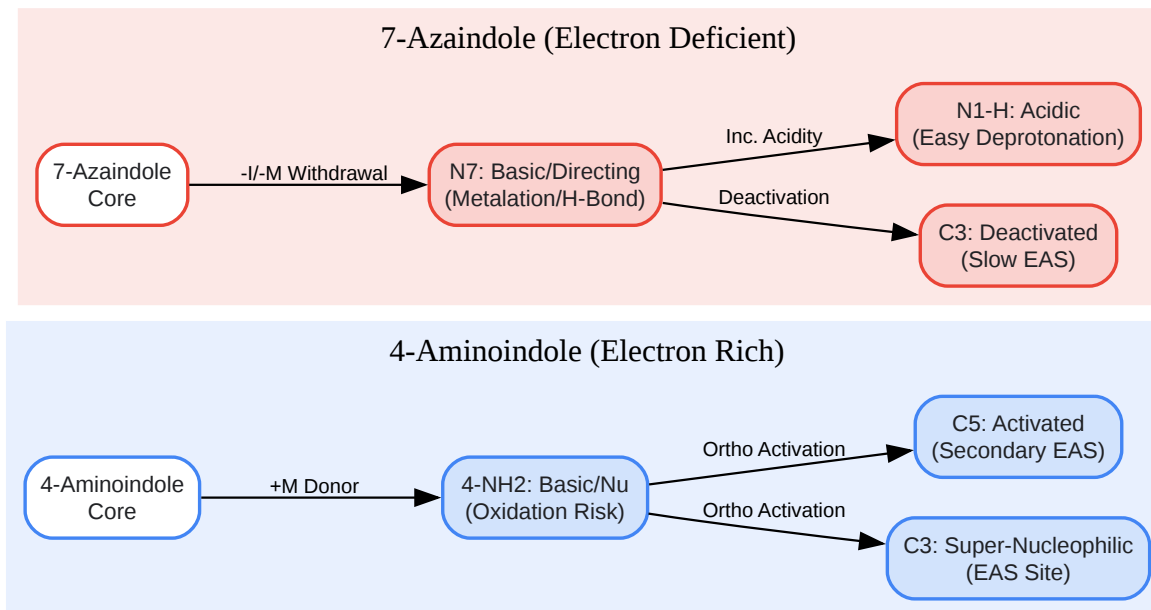 7-Azaindole (Electron Deficient)
7-Azaindole
Core
-I/-M Withdrawal
N7: Basic/Directing
(Metalation/H-Bond)
Inc. Acidity
N1-H: Acidic
(Easy Deprotonation)
Deactivation
C3: Deactivated
(Slow EAS)
4-Aminoindole (Electron Rich)
4-Aminoindole
Core
+M Donor
4-NH2: Basic/Nu
(Oxidation Risk)
Ortho Activation
C5: Activated
(Secondary EAS)
Ortho Activation
C3: Super-Nucleophilic
(EAS Site)